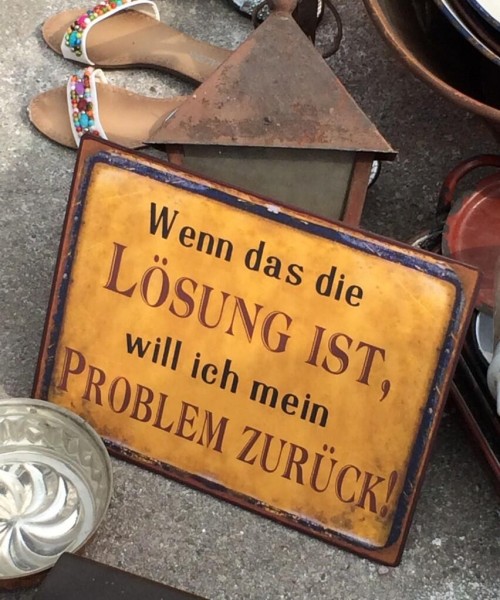 Wenn das die
LÖSUNG IST,
will ich mein
PROBLEM ZURÜCK!